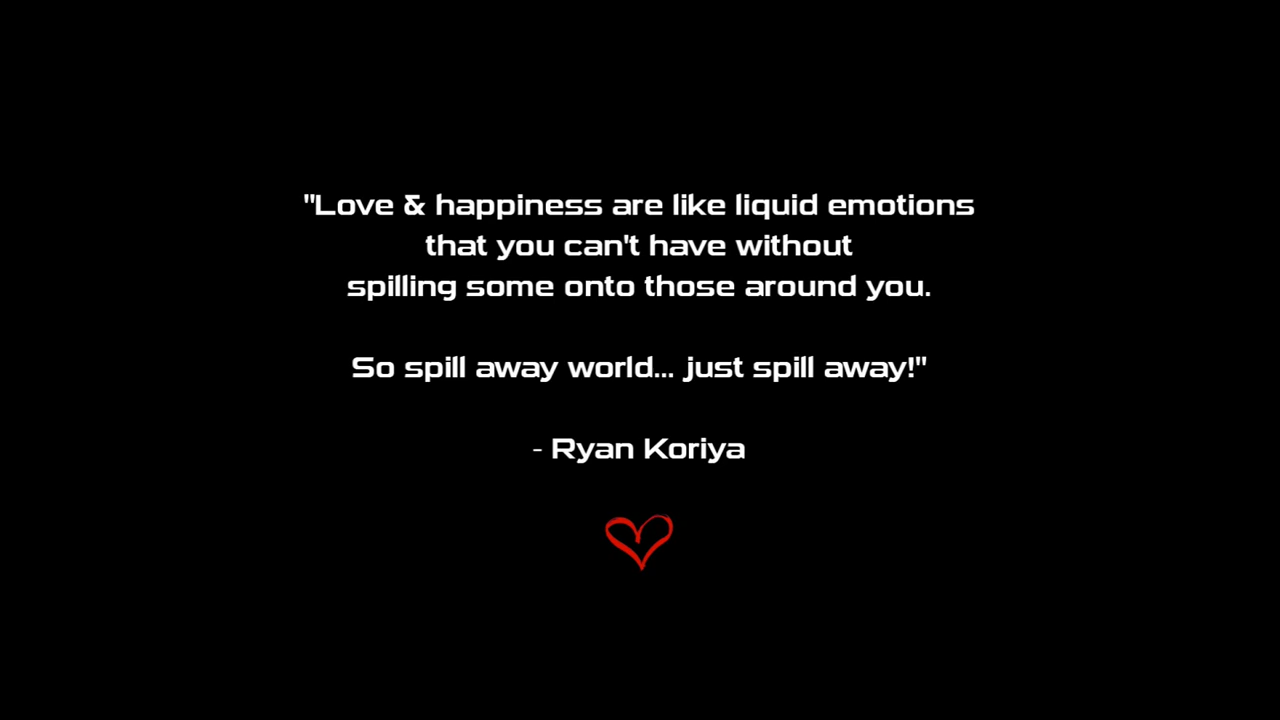 "Love & happiness are like liquid emotions
that you can't have without
spilling some onto those around you.
So spill away world... just spill away!"
- Ryan Koriya